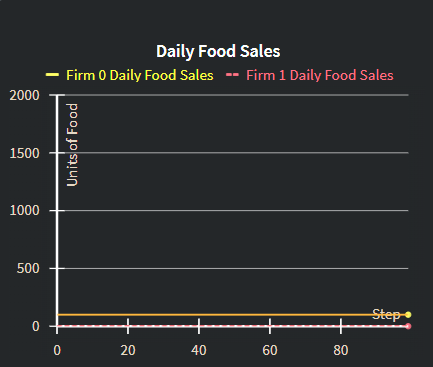 Daily Food Sales
Firm 0 Daily Food Sales Firm 1 Daily Food Sales
2000
Units of Food
1500
1000
500
Step
0
0 20 40 60 80